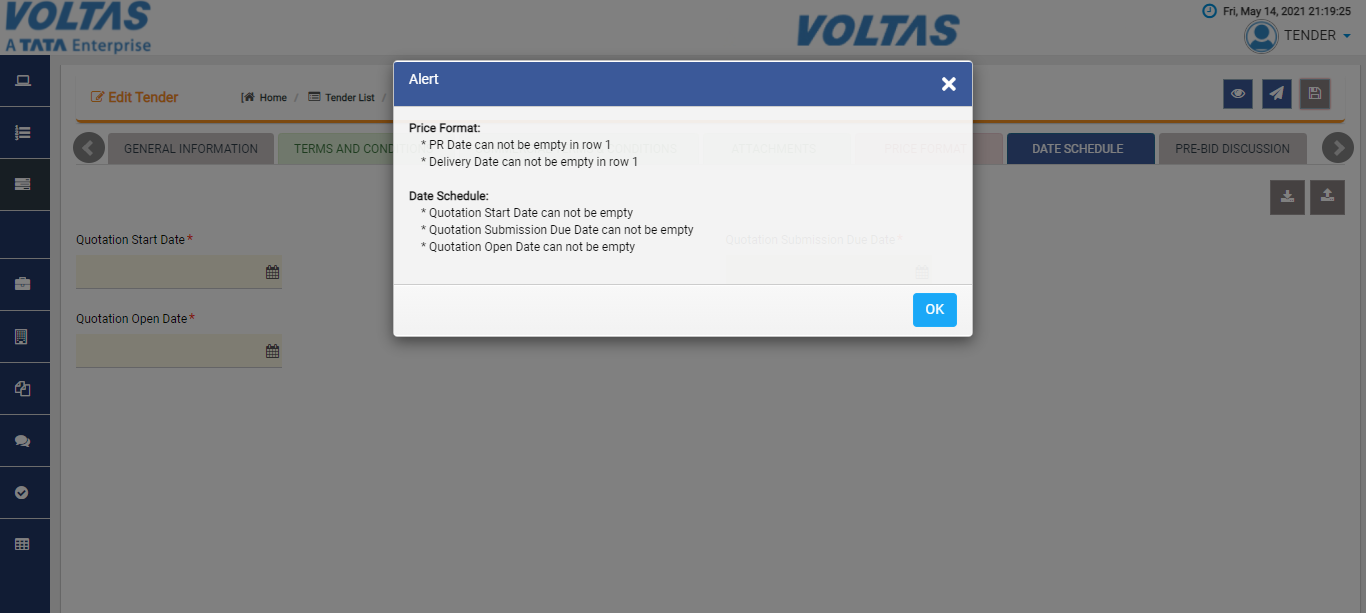 VOLTAS
A TATA Enterprise
VOLTAS
Fri, May 14, 2021 21:19:25
TENDER
Alert
Edit Tender
Home / Tender List /
Price Format:
* PR Date can not be empty in row 1
* Delivery Date can not be empty in row 1
GENERAL INFORMATION
TERMS AND CONDITIONS
CONDITIONS
ATTACHMENTS
PRICE FORMAT
DATE SCHEDULE
PRE-BID DISCUSSION
Date Schedule:
* Quotation Start Date can not be empty
* Quotation Submission Due Date can not be empty
* Quotation Open Date can not be empty
Quotation Start Date*
Quotation Submission Due Date*
Quotation Open Date*
OK